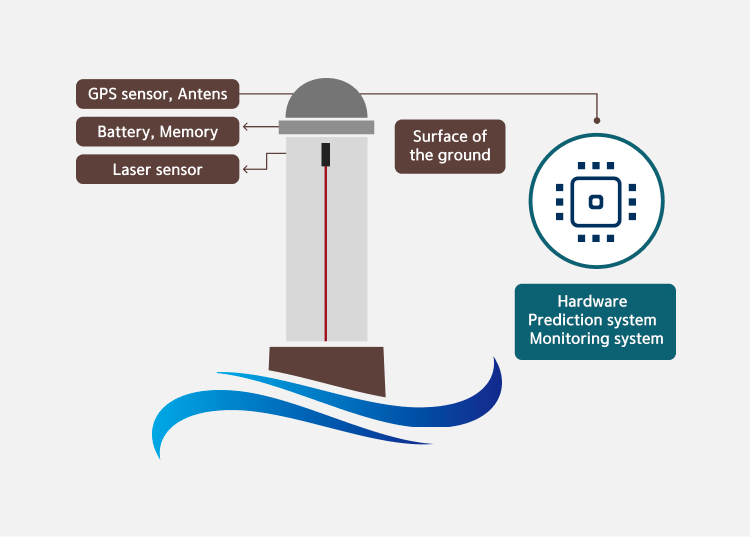 GPS sensor, Antens
Battery, Memory
Laser sensor
Surface of
the ground
Hardware
Prediction system
Monitoring system